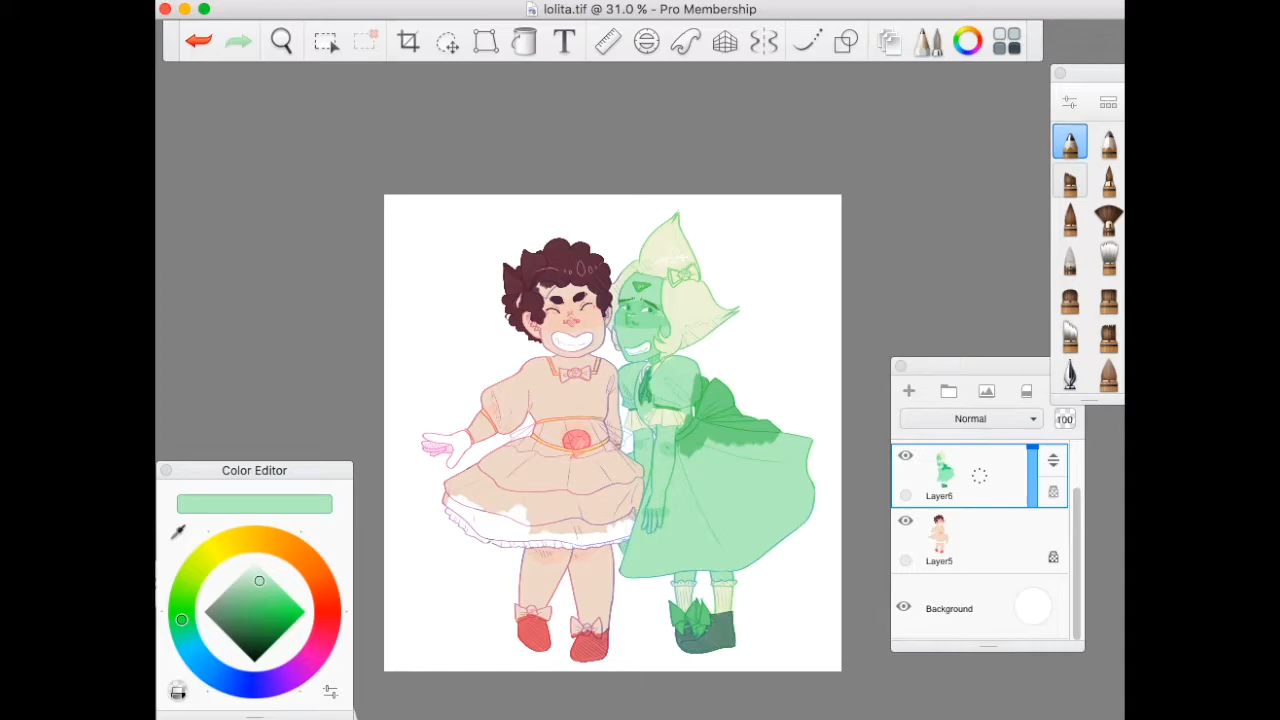 lolita.tif @ 31.0 % - Pro Membership
T
Normal
100
Layer6
Layer5
Background
Color Editor